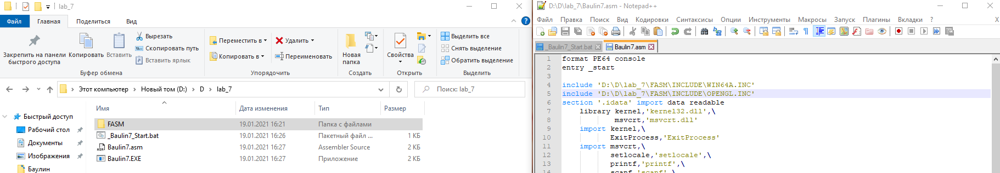 lab_7
Файл Главная Поделиться Вид
Закрепить на панели быстрого доступа
Копировать
Вставить
Вырезать
Скопировать путь
Вставить ярлык
Буфер обмена
Переместить в
Копировать в
Удалить
Переименовать
Упорядочить
Новая папка
Создать
Свойства
Открыть
Выделить все
Снять выделение
Обратить выделение
Выделить
Этот компьютер › Новый том (D:) › D › lab_7
Поиск: lab_7
Быстрый доступ
Рабочий стол
Документы
Изображения
Баулин
Имя Дата изменения Тип Размер
FASM 19.01.2021 16:21 Папка с файлами
_Baulin7_Start.bat 19.01.2021 16:26 Пакетный файл ... 1 КБ
Baulin7.asm 19.01.2021 16:27 Assembler Source 2 КБ
Baulin7.EXE 19.01.2021 16:27 Приложение 2 КБ
D:\D\lab_7\Baulin7.asm - Notepad++
Файл Правка Поиск Вид Кодировки Синтаксисы Опции Инструменты Макросы Запуск Плагины Вкладки ? X
_Baulin7_Start.bat Baulin7.asm
1 format PE64 console
2 entry _start
3
4 include 'D:\D\lab_7\FASM\INCLUDE\WIN64A.INC'
5 include 'D:\D\lab_7\FASM\INCLUDE\OPENGL.INC'
6 section '.idata' import data readable
7 library kernel,'kernel32.dll',\
8 msvcrt,'msvcrt.dll'
9 import kernel,\
10 ExitProcess,'ExitProcess'
11 import msvcrt,\
12 setlocale,'setlocale',\
13 printf,'printf',\
14 scanf,'scanf',\